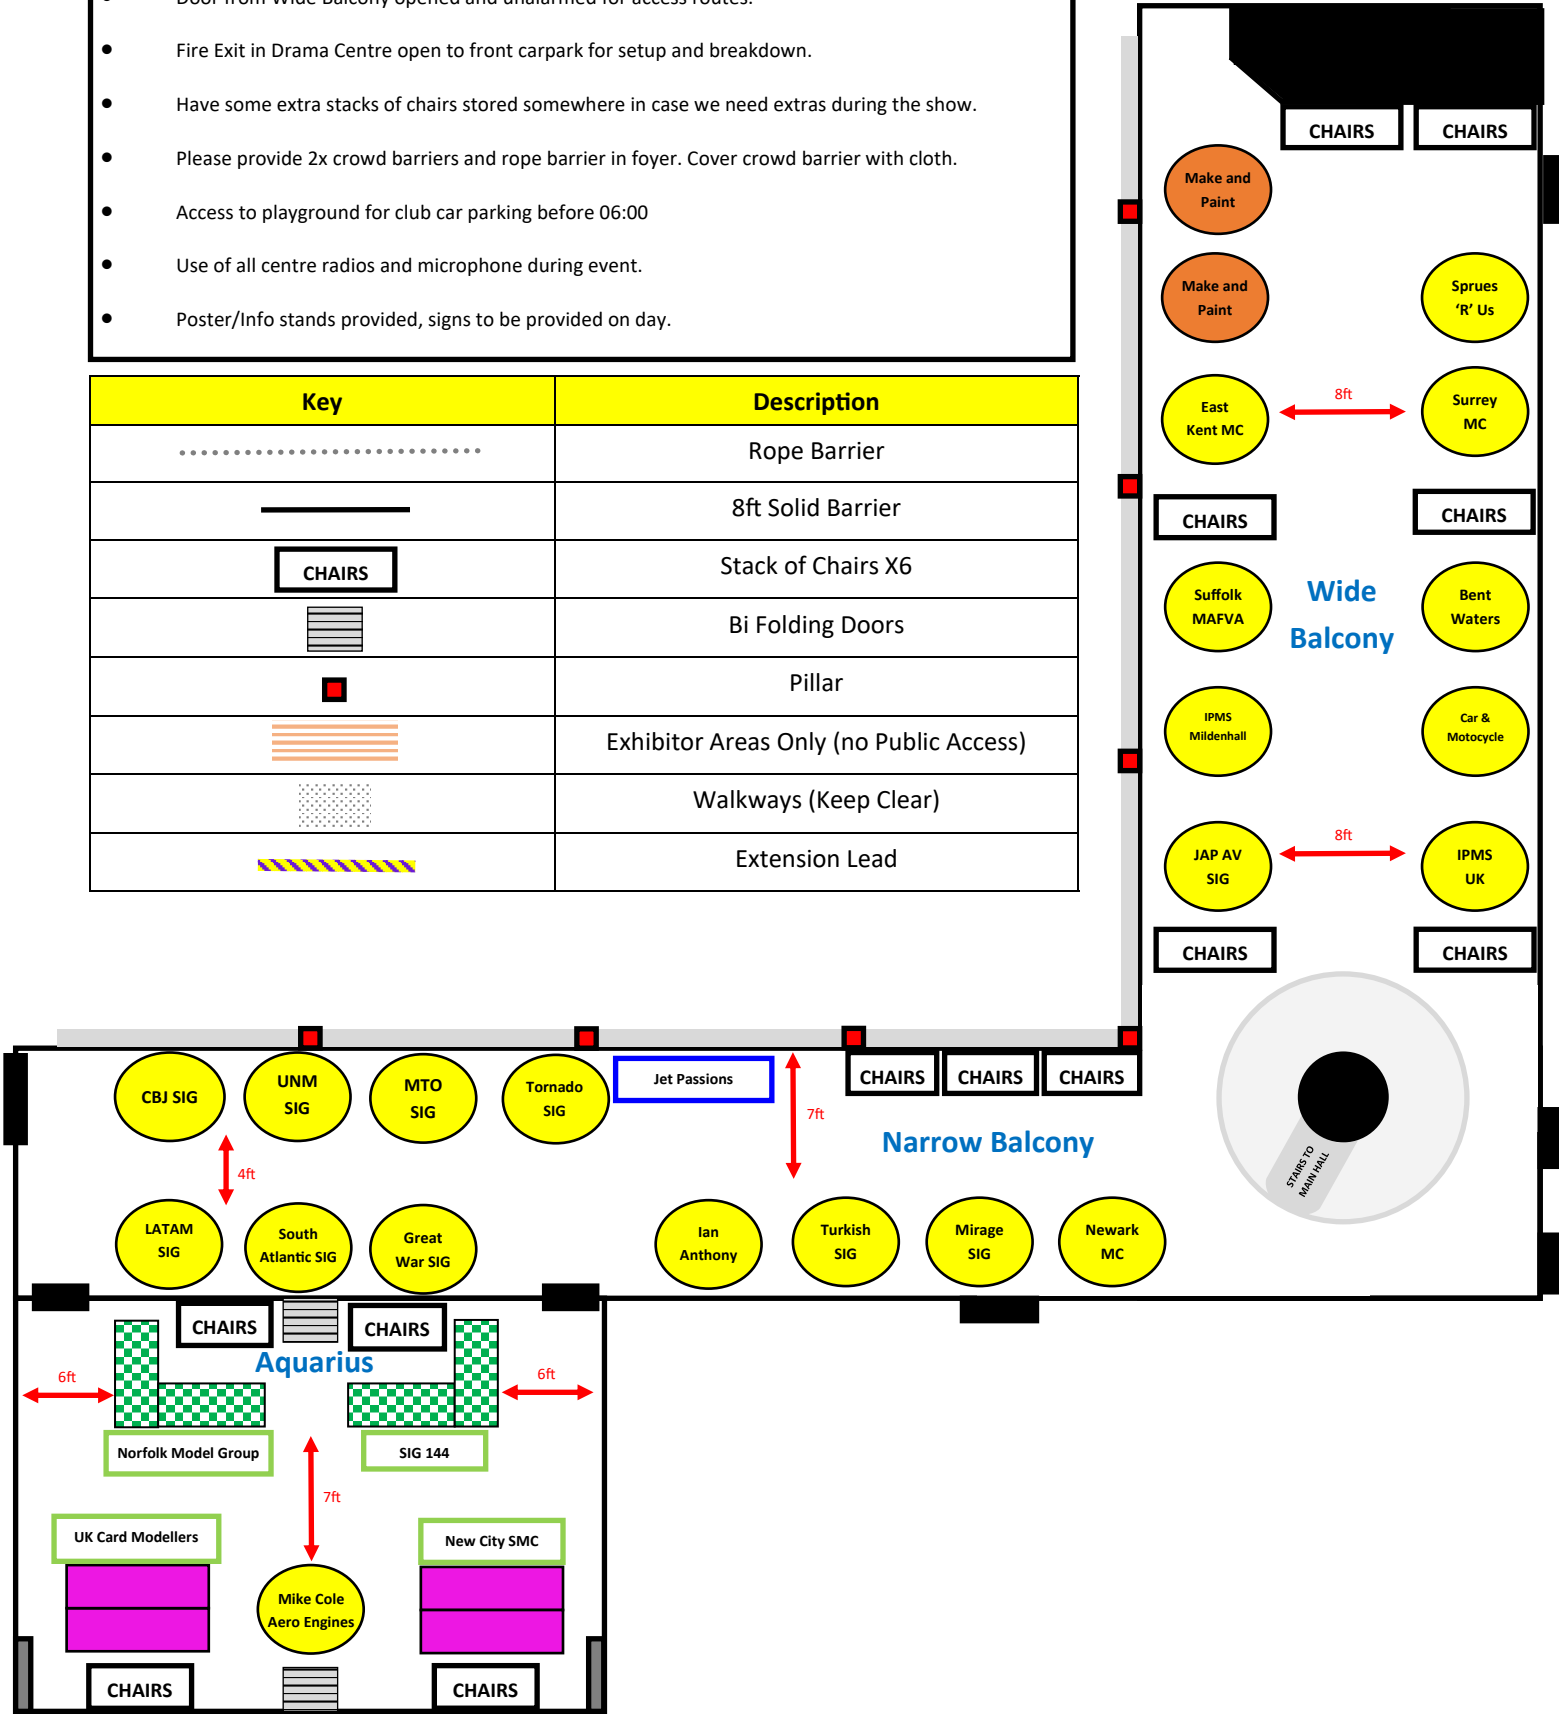 Door from Wide Balcony opened and unalarmed for access routes.
• Fire Exit in Drama Centre open to front carpark for setup and breakdown.
• Have some extra stacks of chairs stored somewhere in case we need extras during the show.
• Please provide 2x crowd barriers and rope barrier in foyer. Cover crowd barrier with cloth.
• Access to playground for club car parking before 06:00
• Use of all centre radios and microphone during event.
• Poster/Info stands provided, signs to be provided on day.
Key Description
Rope Barrier
8ft Solid Barrier
CHAIRS Stack of Chairs X6
Bi Folding Doors
Pillar
Exhibitor Areas Only (no Public Access)
Walkways (Keep Clear)
Extension Lead
CHAIRS CHAIRS
Make and
Paint
Make and
Paint
Sprues
‘R’ Us
East
Kent MC
8ft
Surrey
MC
CHAIRS CHAIRS
Suffolk
MAFVA
Wide
Balcony
Bent
Waters
IPMS
Mildenhall
Car &
Motocycle
JAP AV
SIG
8ft
IPMS
UK
CHAIRS CHAIRS
STAIRS TO
MAIN HALL
CBJ SIG
UNM
SIG
MTO
SIG
Tornado
SIG
Jet Passions
7ft
CHAIRS CHAIRS CHAIRS
Narrow Balcony
4ft
LATAM
SIG
South
Atlantic SIG
Great
War SIG
Ian
Anthony
Turkish
SIG
Mirage
SIG
Newark
MC
CHAIRS CHAIRS
Aquarius
6ft 6ft
Norfolk Model Group SIG 144
7ft
UK Card Modellers New City SMC
Mike Cole
Aero Engines
CHAIRS CHAIRS